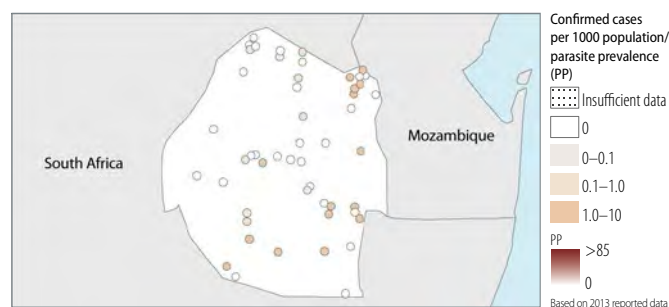 Confirmed cases
per 1000 population/
parasite prevalence
(PP)
Insufficient data
0
0–0.1
0.1–1.0
1.0–10
PP
>85
0
Based on 2013 reported data
South Africa
Mozambique